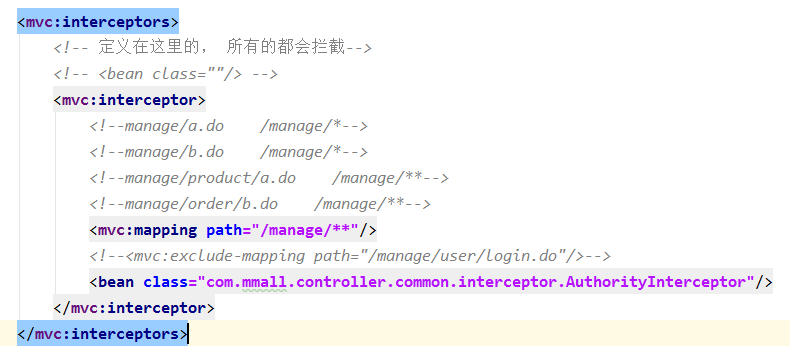 <mvc:interceptors>
<!-- 定义在这里的， 所有的都会拦截-->
<!-- <bean class=""/> -->
<mvc:interceptor>
<!--manage/a.do    /manage/*-->
<!--manage/b.do    /manage/*-->
<!--manage/product/a.do    /manage/**-->
<!--manage/order/b.do    /manage/**-->
<mvc:mapping path="/manage/**"/>
<!--<mvc:exclude-mapping path="/manage/user/login.do"/>-->
<bean class="com.mmall.controller.common.interceptor.AuthorityInterceptor"/>
</mvc:interceptor>
</mvc:interceptors>